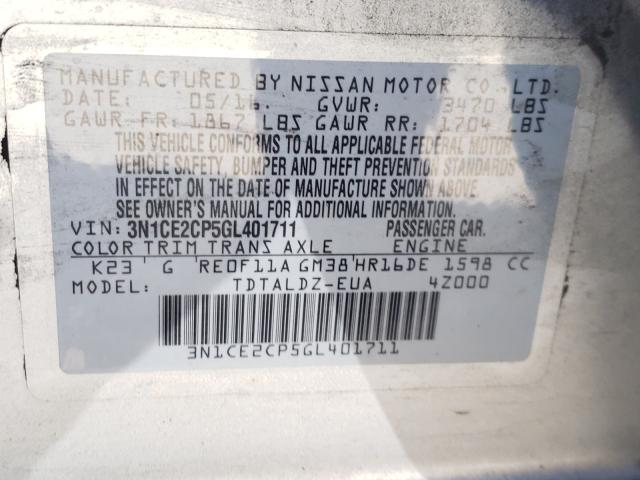 MANUFACTURED BY NISSAN MOTOR CO.,LTD.
DATE: 05/16. GVWR: 3470 LBS
GAWR FR: 1867 LBS GAWR RR: 1704 LBS
THIS VEHICLE CONFORMS TO ALL APPLICABLE FEDERAL MOTOR
VEHICLE SAFETY, BUMPER AND THEFT PREVENTION STANDARDS
IN EFFECT ON THE DATE OF MANUFACTURE SHOWN ABOVE.
SEE OWNER'S MANUAL FOR ADDITIONAL INFORMATION.
VIN: 3N1CE2CP5GL401711 PASSENGER CAR.
COLOR TRIM TRANS AXLE ENGINE
K23 G RE0F11A GM38 HR16DE 1598 CC
MODEL: TDTALDZ-EUA 4Z000
3N1CE2CP5GL401711